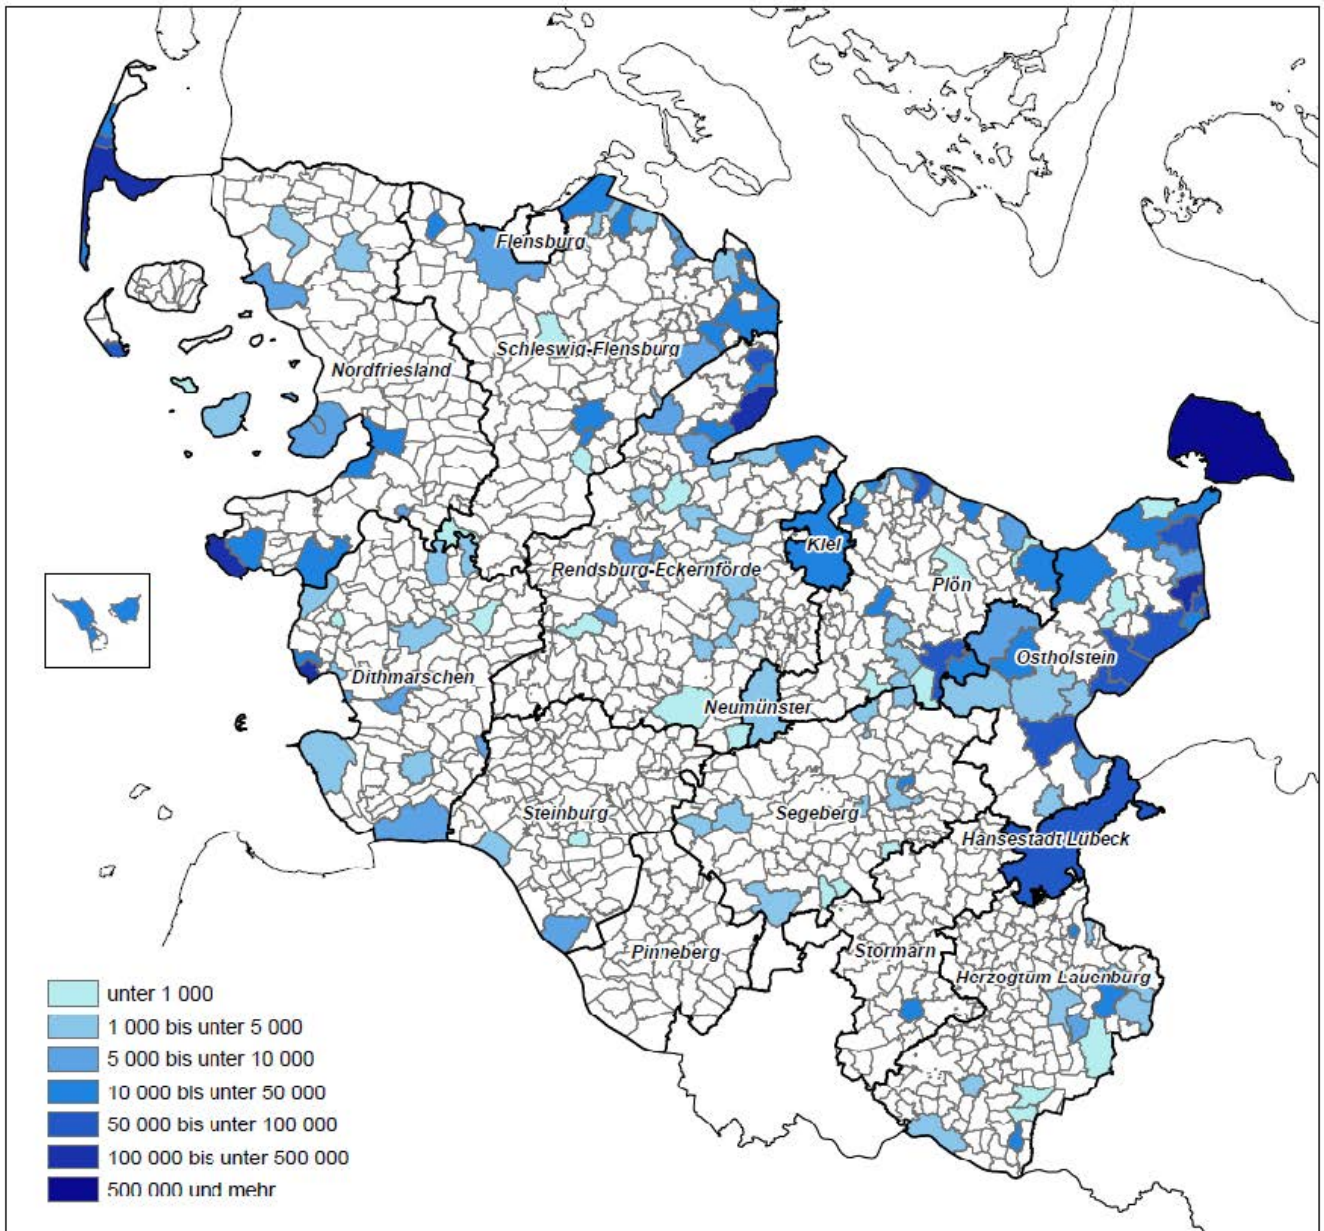 Flensburg
Schleswig-Flensburg
Nordfriesland
Kiel
Rendsburg-Eckernförde
Plön
Ostholstein
Dithmarschen
Neumünster
Steinburg
Segeberg
Hansestadt Lübeck
Pinneberg
Stormarn
Herzogtum Lauenburg
unter 1 000
1 000 bis unter 5 000
5 000 bis unter 10 000
10 000 bis unter 50 000
50 000 bis unter 100 000
100 000 bis unter 500 000
500 000 und mehr